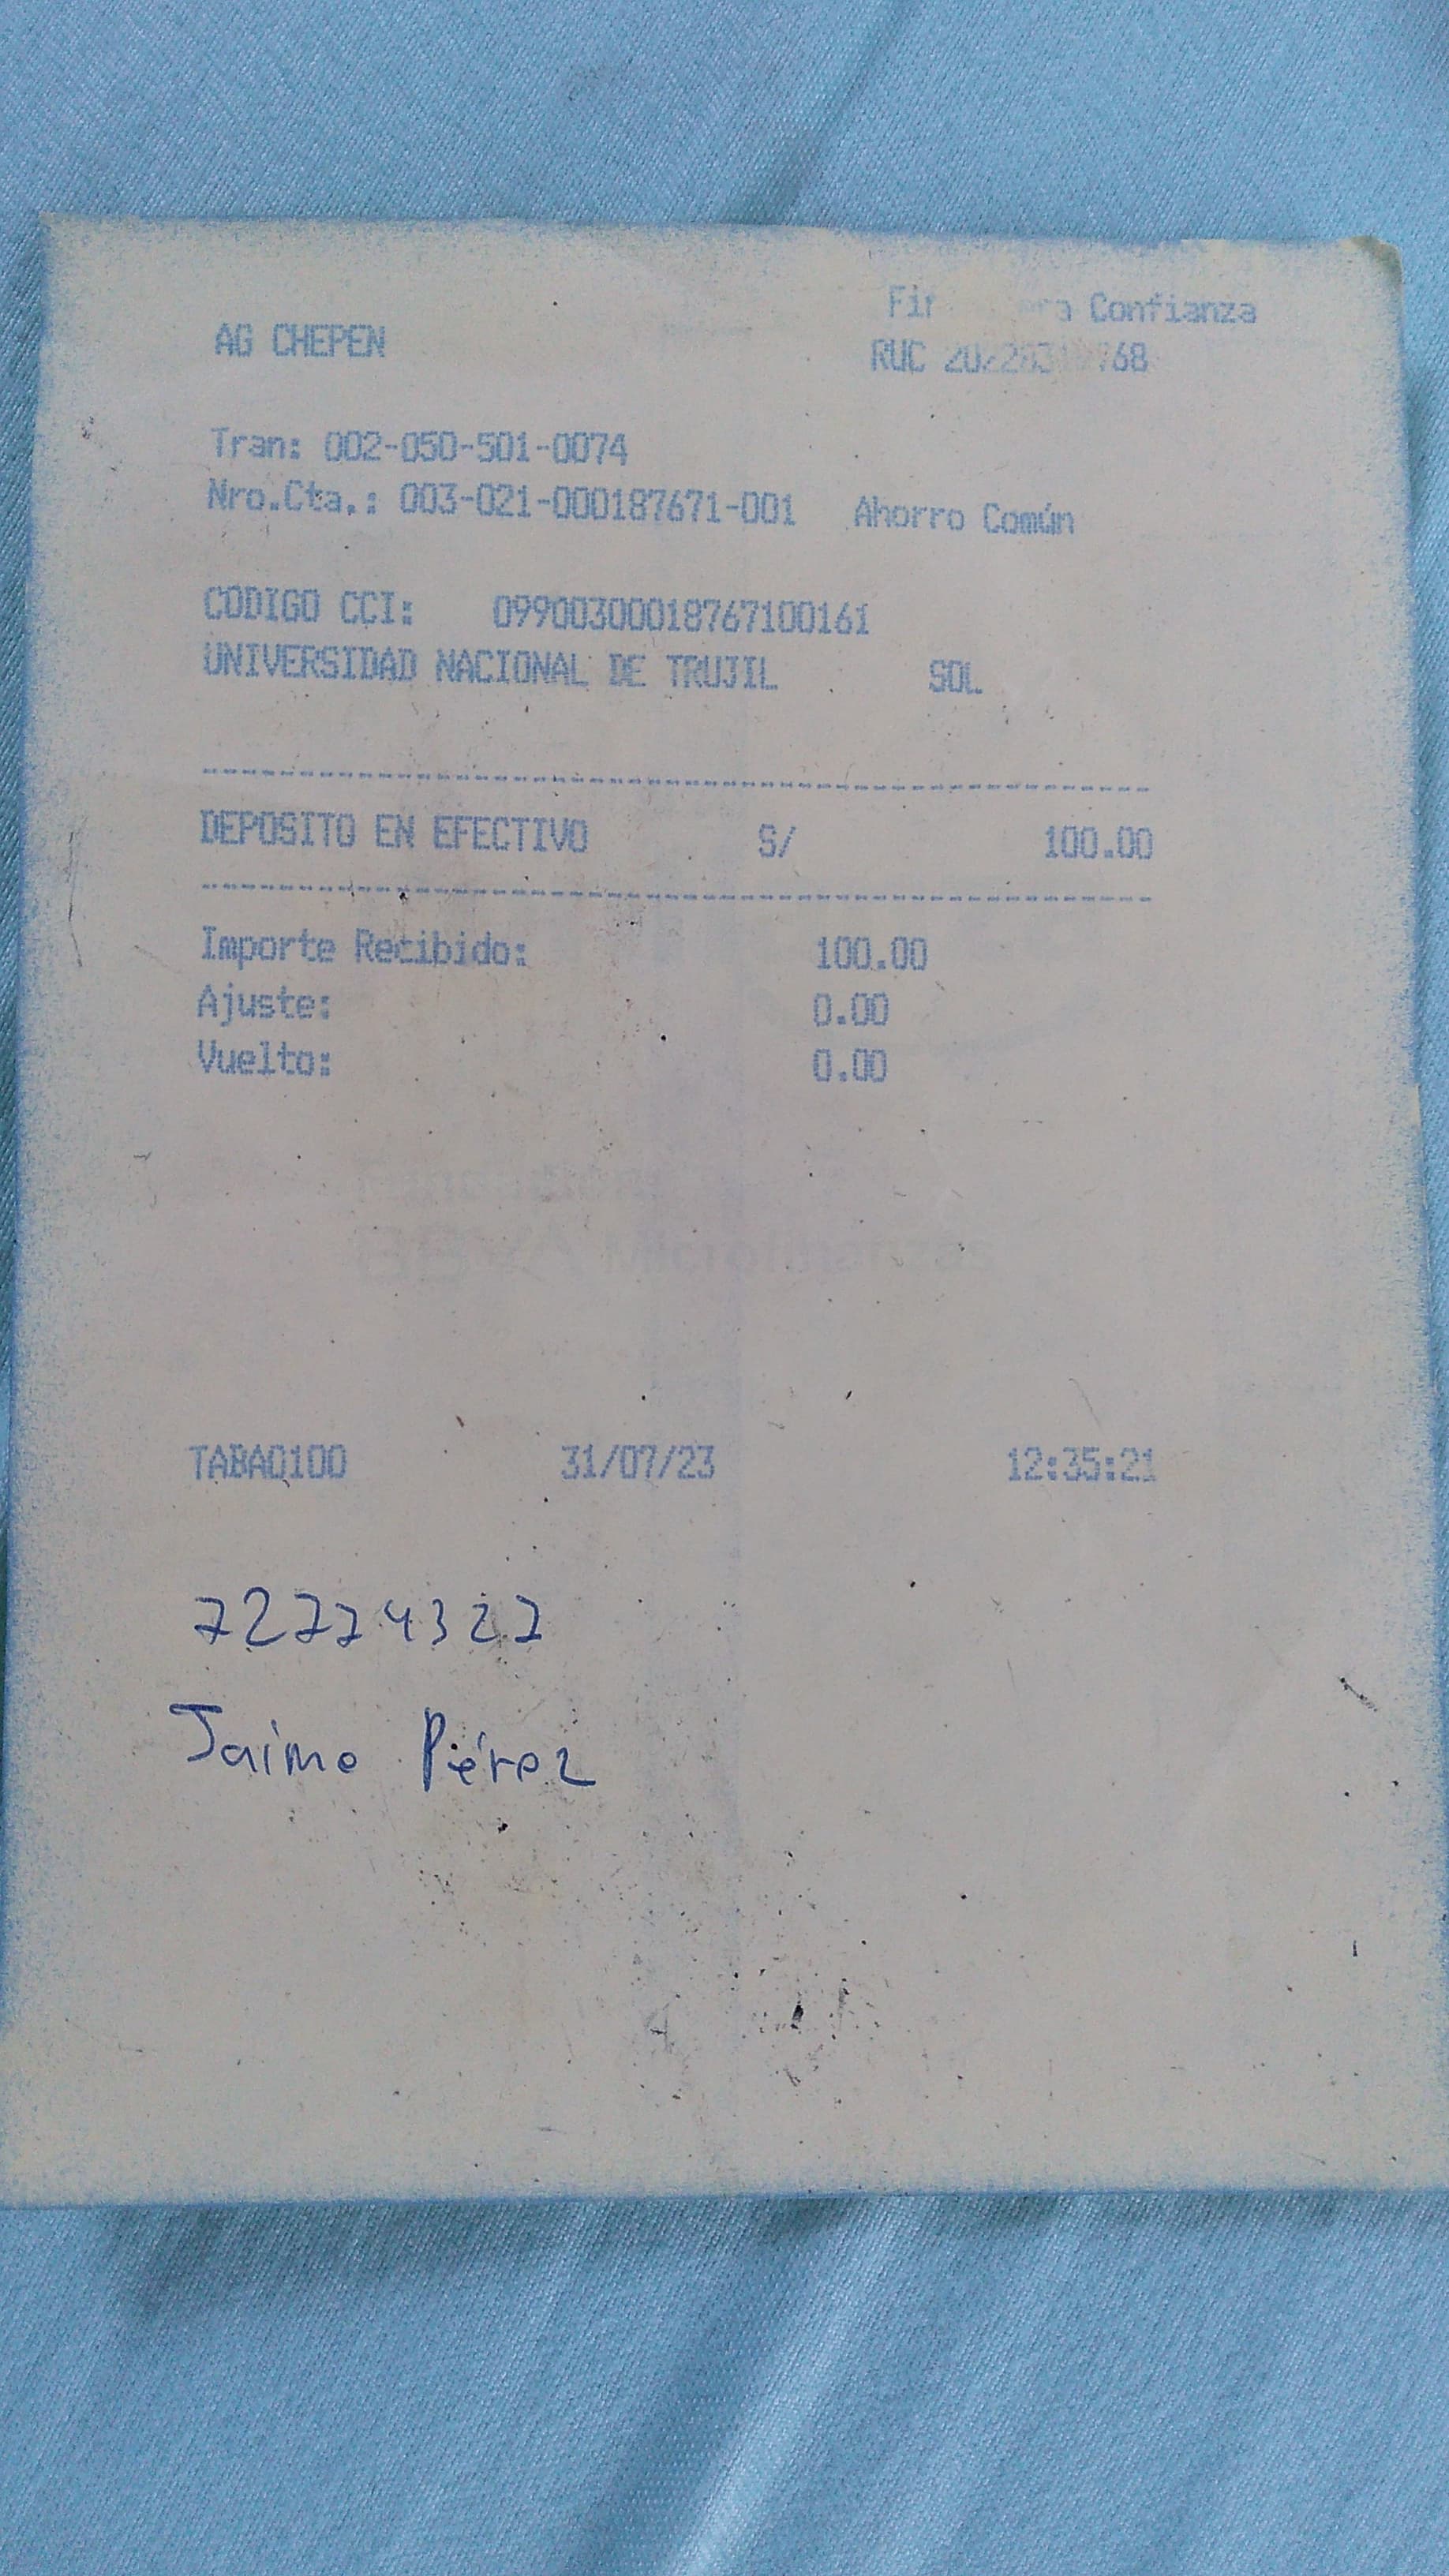 AG CHEPEN
Confianza
RUC
Tran: 002-050-501-0074
Nro.Cta.: 003-021-000187671-001 Ahorro Común
CODIGO CCI: 09900300018767100161
UNIVERSIDAD NACIONAL DE TRUJIL SOL
DEPOSITO EN EFECTIVO S/ 100.00
Importe Recibido: 100.00
Ajuste: 0.00
Vuelto: 0.00
TABA0100 31/07/23 12:35:21
72774327
Jaime Pérez